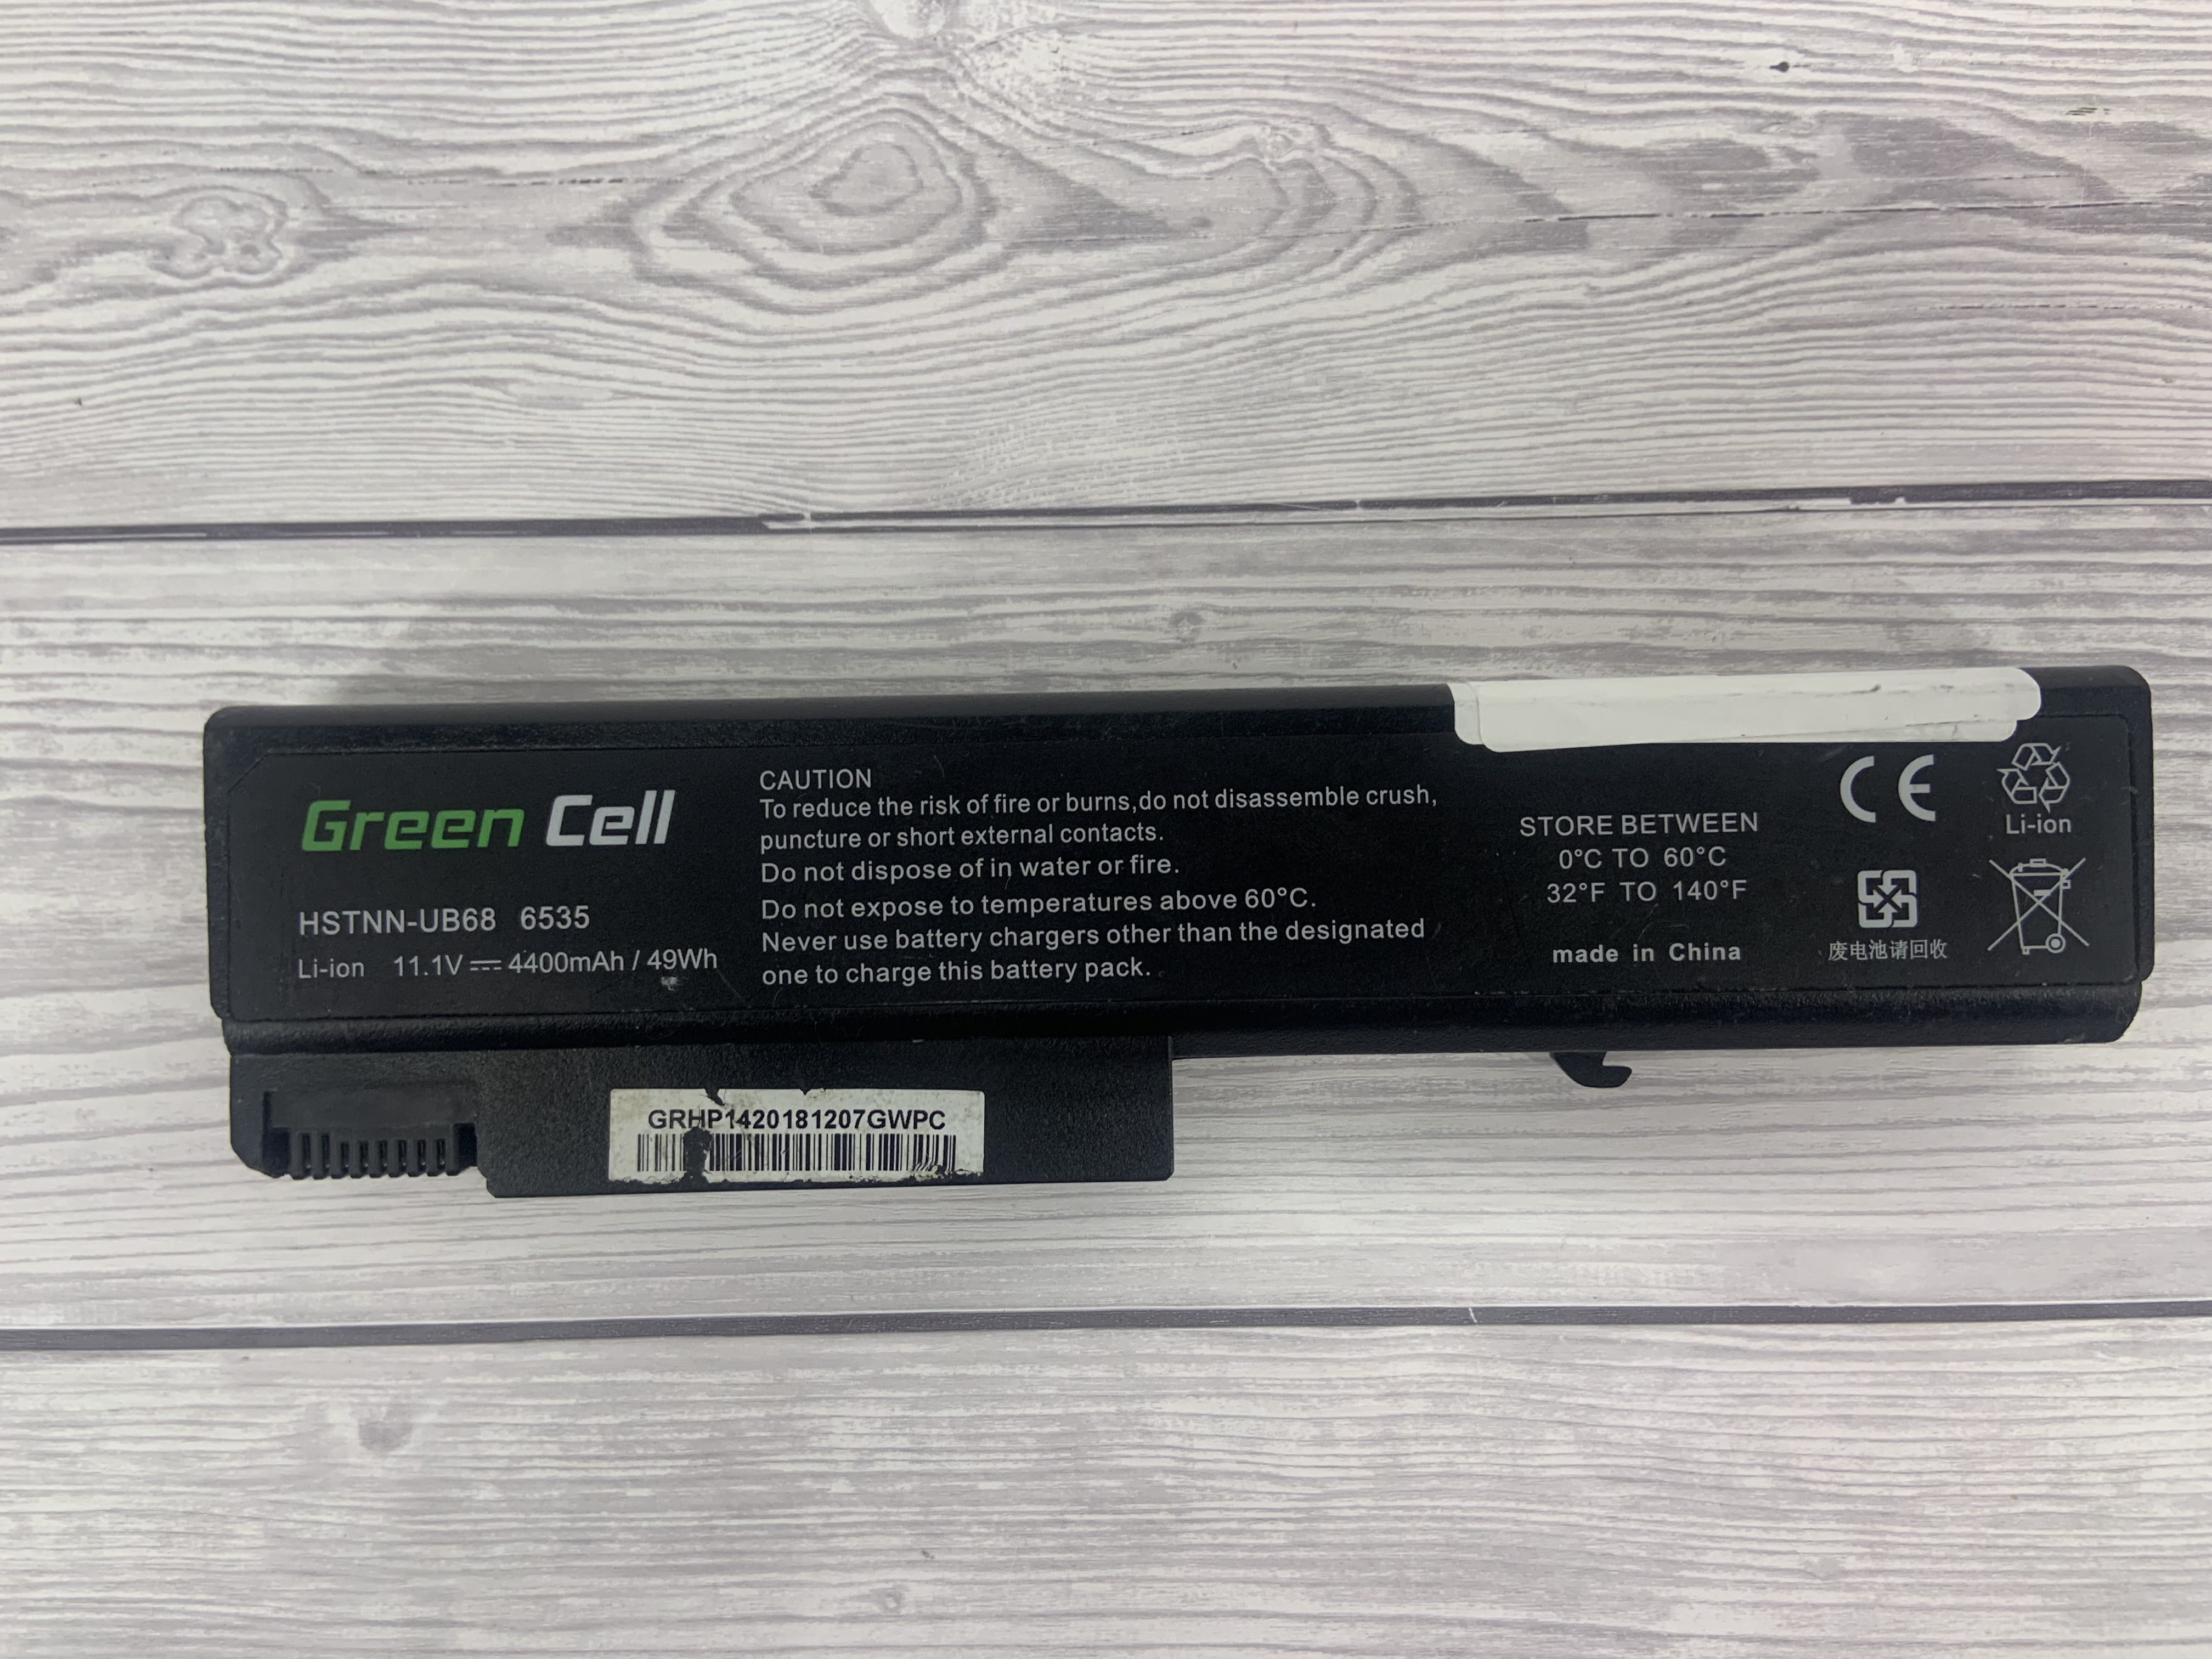 Green Cell
HSTNN-UB68 6535
Li-ion 11.1V ⎓ 4400mAh / 49Wh
CAUTION
To reduce the risk of fire or burns,do not disassemble crush,
puncture or short external contacts.
Do not dispose of in water or fire.
Do not expose to temperatures above 60°C.
Never use battery chargers other than the designated
one to charge this battery pack.
STORE BETWEEN
0°C TO 60°C
32°F TO 140°F
made in China
CE
Li-ion
废电池请回收
GRHP1420181207GWPC